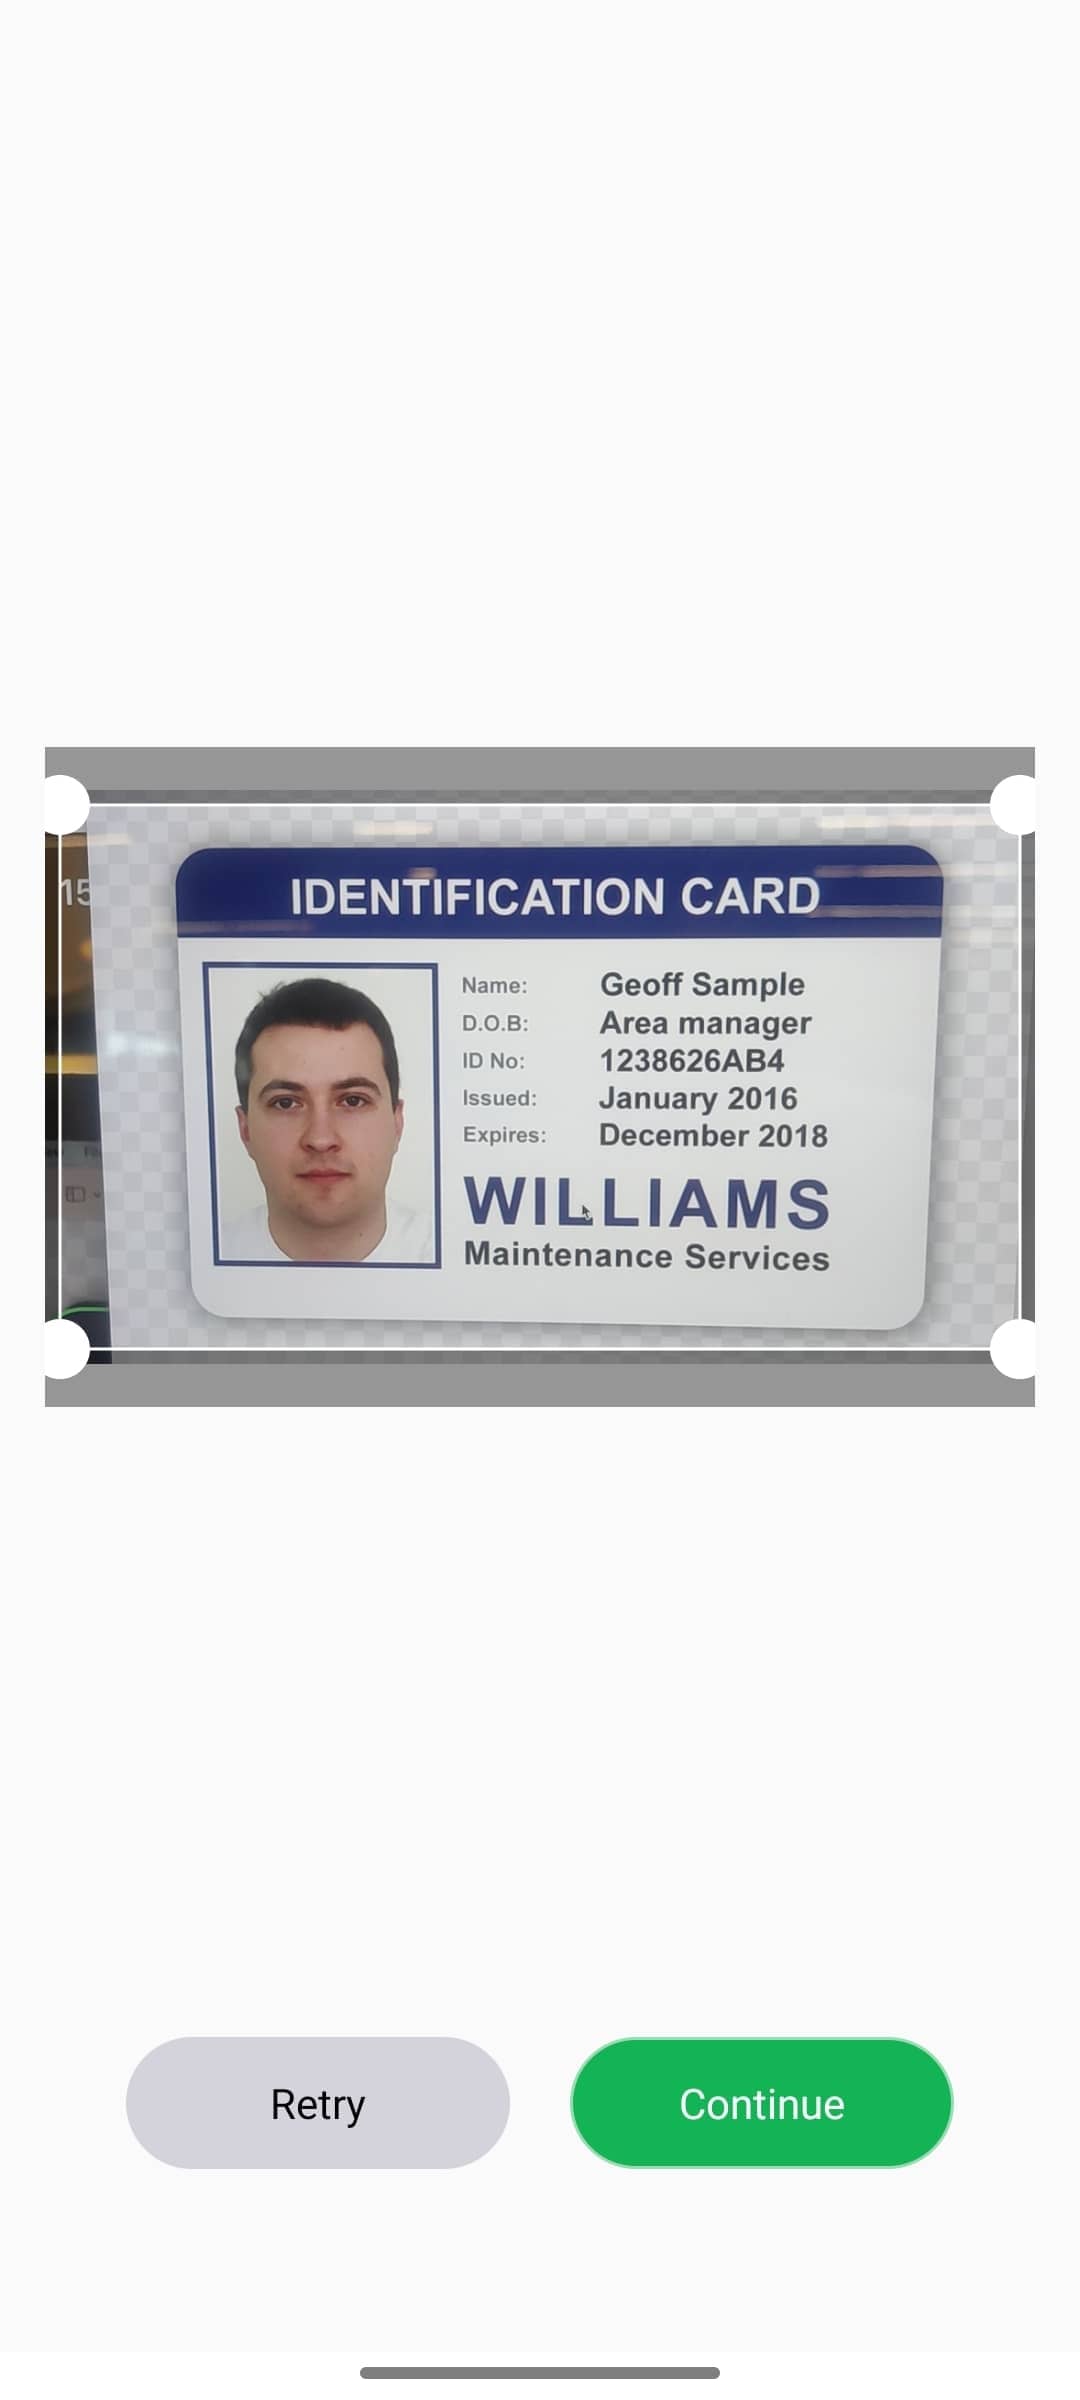 15
IDENTIFICATION CARD
Name: Geoff Sample
D.O.B: Area manager
ID No: 1238626AB4
Issued: January 2016
Expires: December 2018
WILLIAMS
Maintenance Services
Retry
Continue